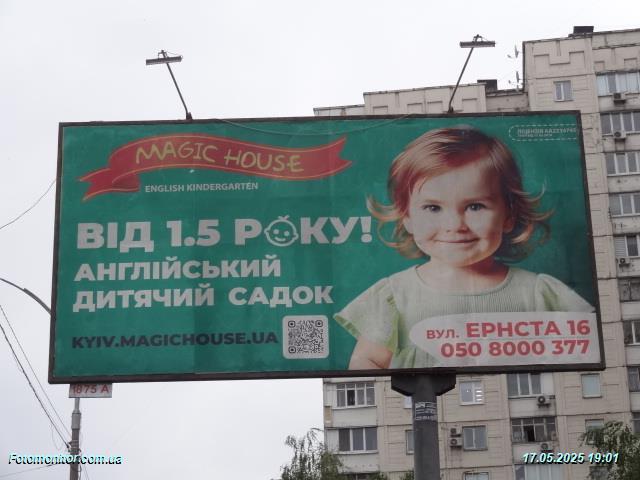 MAGIC HOUSE
ENGLISH KINDERGARTEN
ВІД 1.5 РОКУ!
АНГЛІЙСЬКИЙ
ДИТЯЧИЙ САДОК
KYIV.MAGICHOUSE.UA
ВУЛ. ЕРНСТА 16
050 8000 377
1875 А
Fotomonitor.com.ua
17.05.2025 19:01